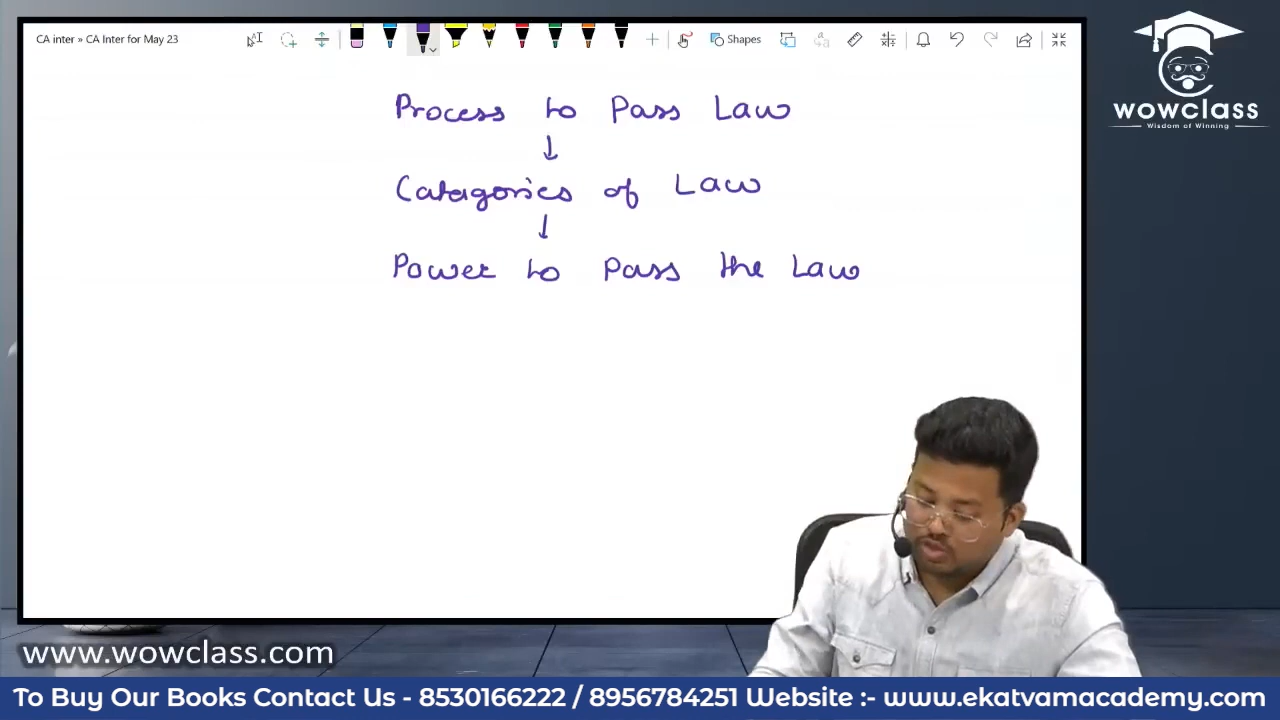 CA inter » CA Inter for May 23
Shapes
wowclass
Wisdom of Winning
Process to Pass Law
↓
Catagories of Law
↓
Power to Pass the Law
www.wowclass.com
To Buy Our Books Contact Us - 8530166222 / 8956784251 Website :- www.ekatvamacademy.com